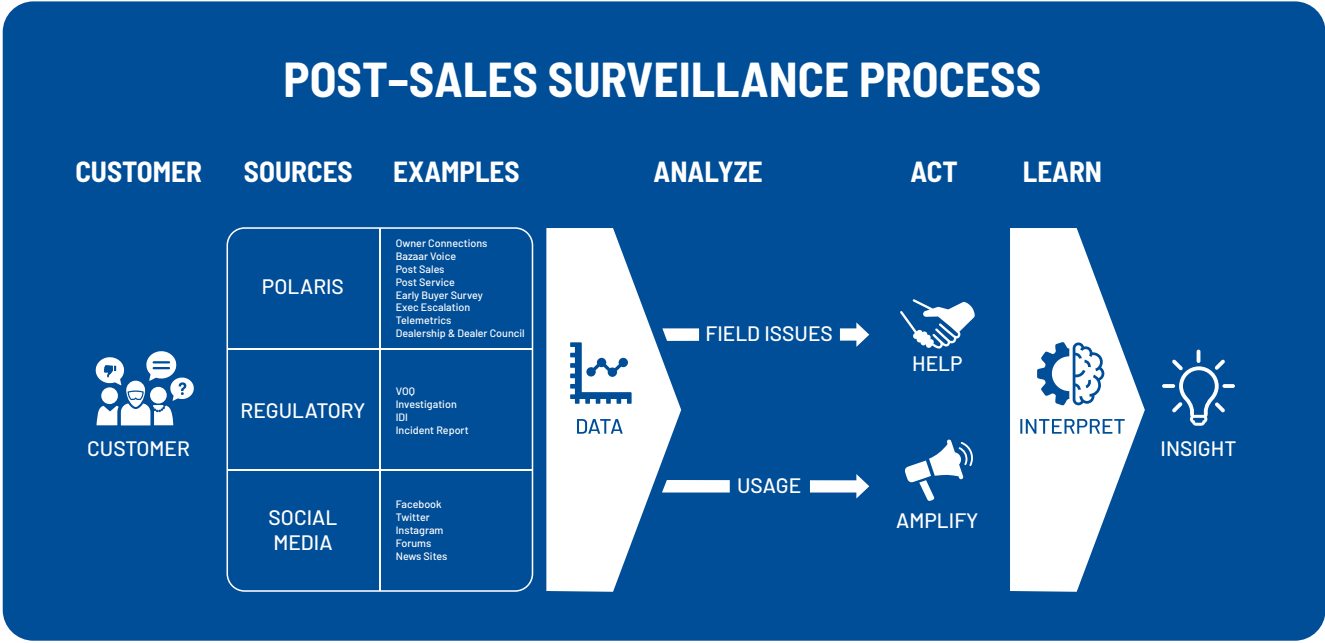 POST-SALES SURVEILLANCE PROCESS
CUSTOMER
SOURCES
EXAMPLES
ANALYZE
ACT
LEARN
CUSTOMER
POLARIS
Owner Connections
Bazaar Voice
Post Sales
Post Service
Early Buyer Survey
Exec Escalation
Telemetrics
Dealership & Dealer Council
REGULATORY
VOQ
Investigation
IDI
Incident Report
SOCIAL
MEDIA
Facebook
Twitter
Instagram
Forums
News Sites
DATA
FIELD ISSUES
USAGE
HELP
AMPLIFY
INTERPRET
INSIGHT
?